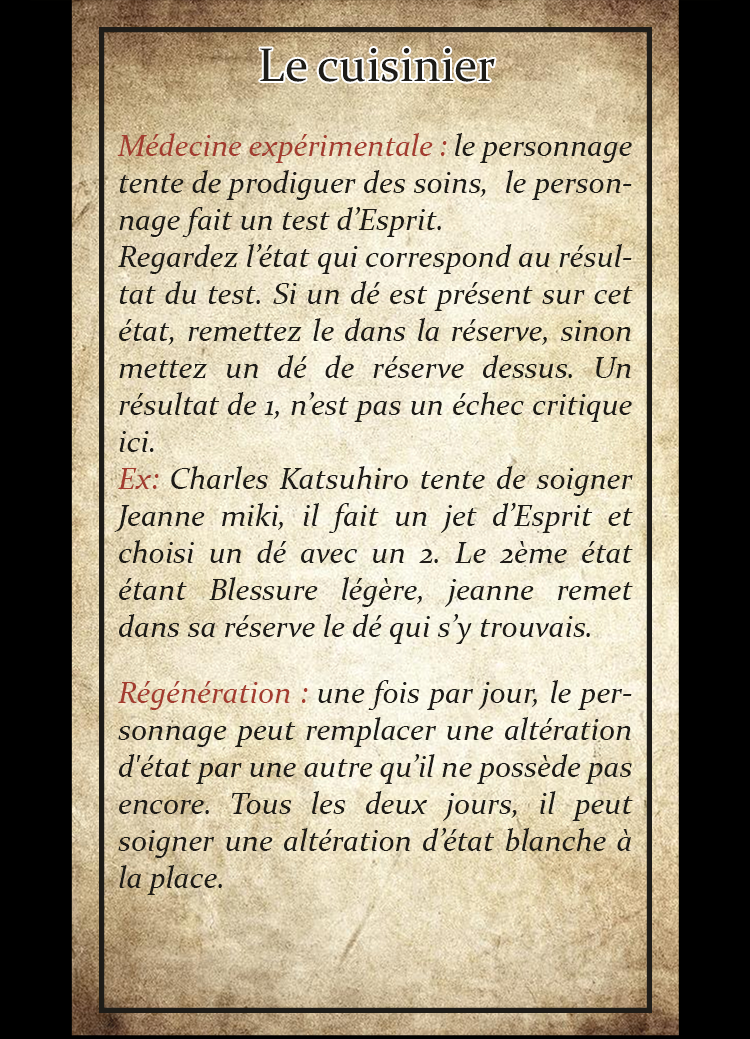 Le cuisinier
Médecine expérimentale : le personnage
tente de prodiguer des soins,  le person-
nage fait un test d’Esprit.
Regardez l’état qui correspond au résul-
tat du test. Si un dé est présent sur cet
état, remettez le dans la réserve, sinon
mettez un dé de réserve dessus. Un
résultat de 1, n’est pas un échec critique
ici.
Ex: Charles Katsuhiro tente de soigner
Jeanne miki, il fait un jet d’Esprit et
choisi un dé avec un 2. Le 2ème état
étant Blessure légère, jeanne remet
dans sa réserve le dé qui s’y trouvais.
Régénération : une fois par jour, le per-
sonnage peut remplacer une altération
d'état par une autre qu’il ne possède pas
encore. Tous les deux jours, il peut
soigner une altération d’état blanche à
la place.